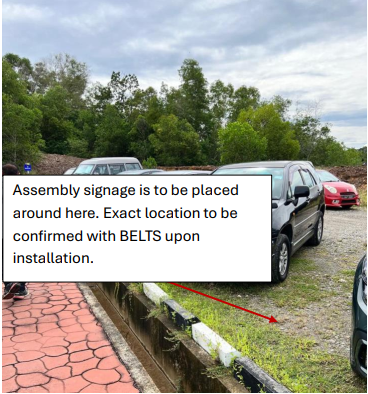 Assembly signage is to be placed
around here. Exact location to be
confirmed with BELTS upon
installation.